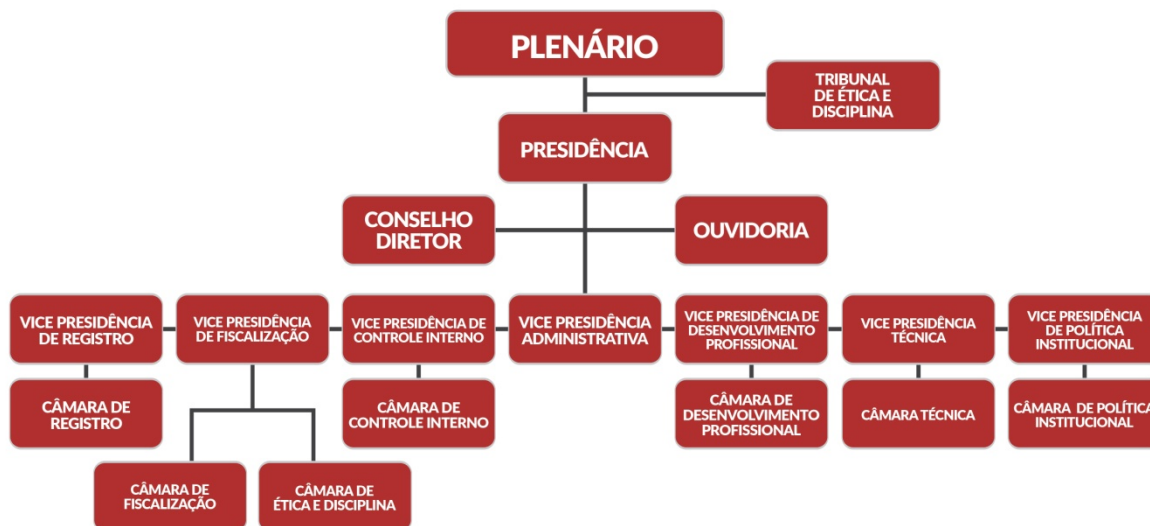 PLENÁRIO
TRIBUNAL
DE ÉTICA E
DISCIPLINA
PRESIDÊNCIA
CONSELHO
DIRETOR
OUVIDORIA
VICE PRESIDÊNCIA
DE REGISTRO
VICE PRESIDÊNCIA
DE FISCALIZAÇÃO
VICE PRESIDÊNCIA DE
CONTROLE INTERNO
VICE PRESIDÊNCIA
ADMINISTRATIVA
VICE PRESIDÊNCIA DE
DESENVOLVIMENTO
PROFISSIONAL
VICE PRESIDÊNCIA
TÉCNICA
VICE PRESIDÊNCIA
DE POLÍTICA
INSTITUCIONAL
CÂMARA DE
REGISTRO
CÂMARA DE
CONTROLE INTERNO
CÂMARA DE
DESENVOLVIMENTO
PROFISSIONAL
CÂMARA TÉCNICA
CÂMARA DE POLÍTICA
INSTITUCIONAL
CÂMARA DE
FISCALIZAÇÃO
CÂMARA DE
ÉTICA E DISCIPLINA